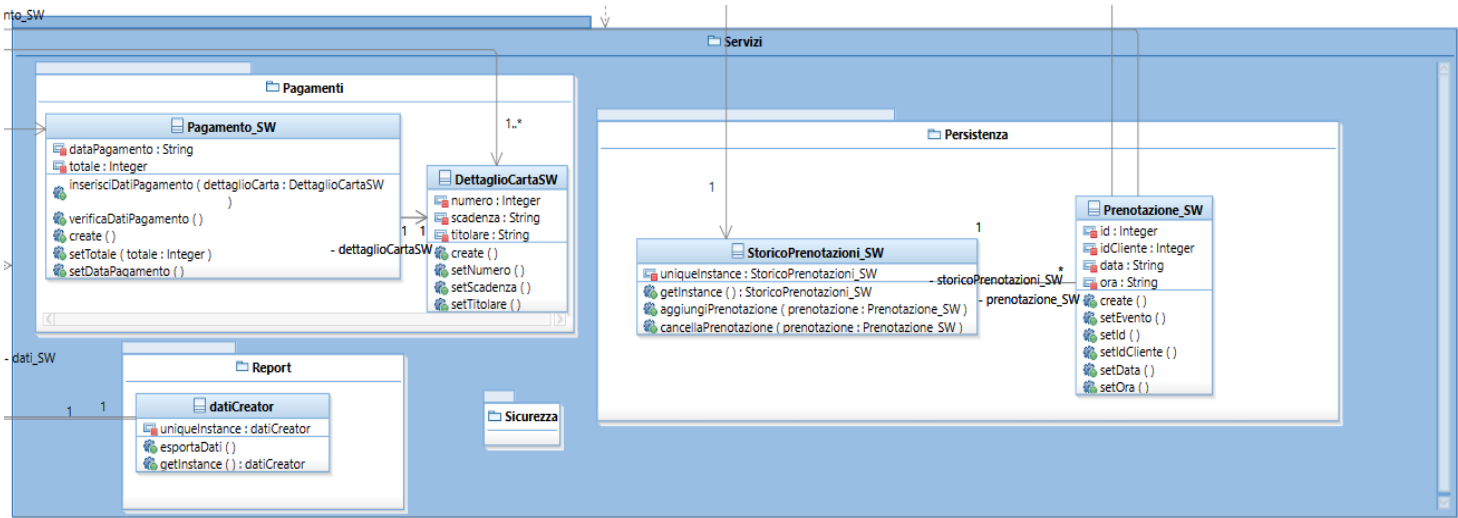 nto_SW
Servizi
Pagamenti
Pagamento_SW
dataPagamento : String
totale : Integer
inserisciDatiPagamento ( dettaglioCarta : DettaglioCartaSW
)
verificaDatiPagamento ( )
create ( )
setTotale ( totale : Integer )
setDataPagamento ( )
1..*
DettaglioCartaSW
numero : Integer
scadenza : String
titolare : String
create ( )
setNumero ( )
setScadenza ( )
setTitolare ( )
1
1
- dettaglioCartaSW
Persistenza
1
StoricoPrenotazioni_SW
uniqueInstance : StoricoPrenotazioni_SW
getInstance ( ) : StoricoPrenotazioni_SW
aggiungiPrenotazione ( prenotazione : Prenotazione_SW )
cancellaPrenotazione ( prenotazione : Prenotazione_SW )
1
*
- storicoPrenotazioni_SW
- prenotazione_SW
Prenotazione_SW
id : Integer
idCliente : Integer
data : String
ora : String
create ( )
setEvento ( )
setId ( )
setIdCliente ( )
setData ( )
setOra ( )
- dati_SW
1
1
Report
datiCreator
uniqueInstance : datiCreator
esportaDati ( )
getInstance ( ) : datiCreator
Sicurezza